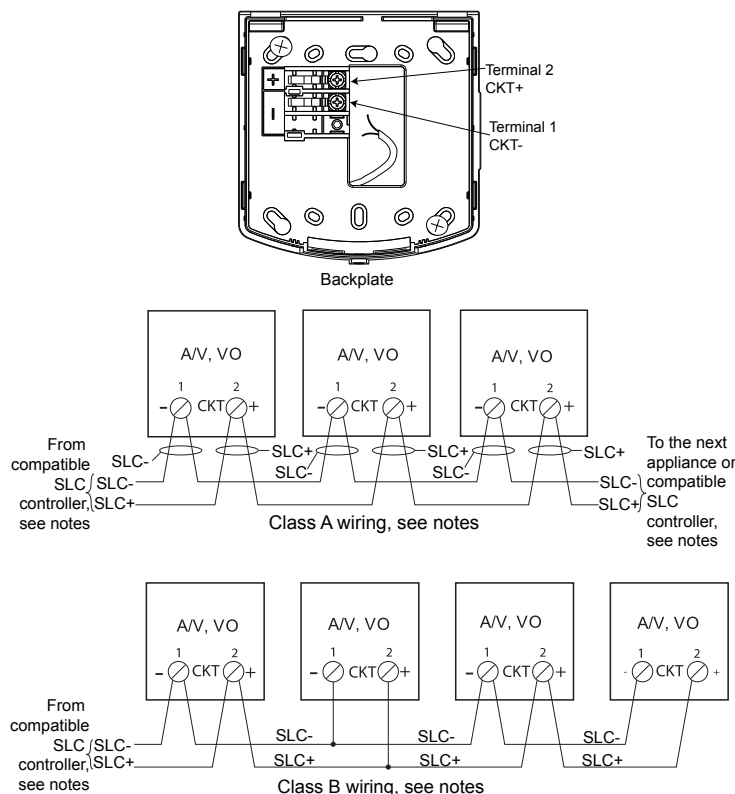 Terminal 2
CKT+
+
-
Terminal 1
CKT-
Backplate
A/V, VO
1 2
- CKT +
A/V, VO
1 2
- CKT +
A/V, VO
1 2
- CKT +
From
compatible
SLC
controller,
see notes
SLC-
SLC-
SLC+
SLC+
SLC-
SLC+
SLC-
SLC+
SLC-
SLC+
To the next
appliance or
compatible
SLC
controller,
see notes
Class A wiring, see notes
A/V, VO
1 2
- CKT +
A/V, VO
1 2
- CKT +
A/V, VO
1 2
- CKT +
A/V, VO
1 2
- CKT +
From
compatible
SLC
controller,
see notes
SLC-
SLC+
SLC-
SLC+
SLC-
SLC+
SLC-
SLC+
Class B wiring, see notes